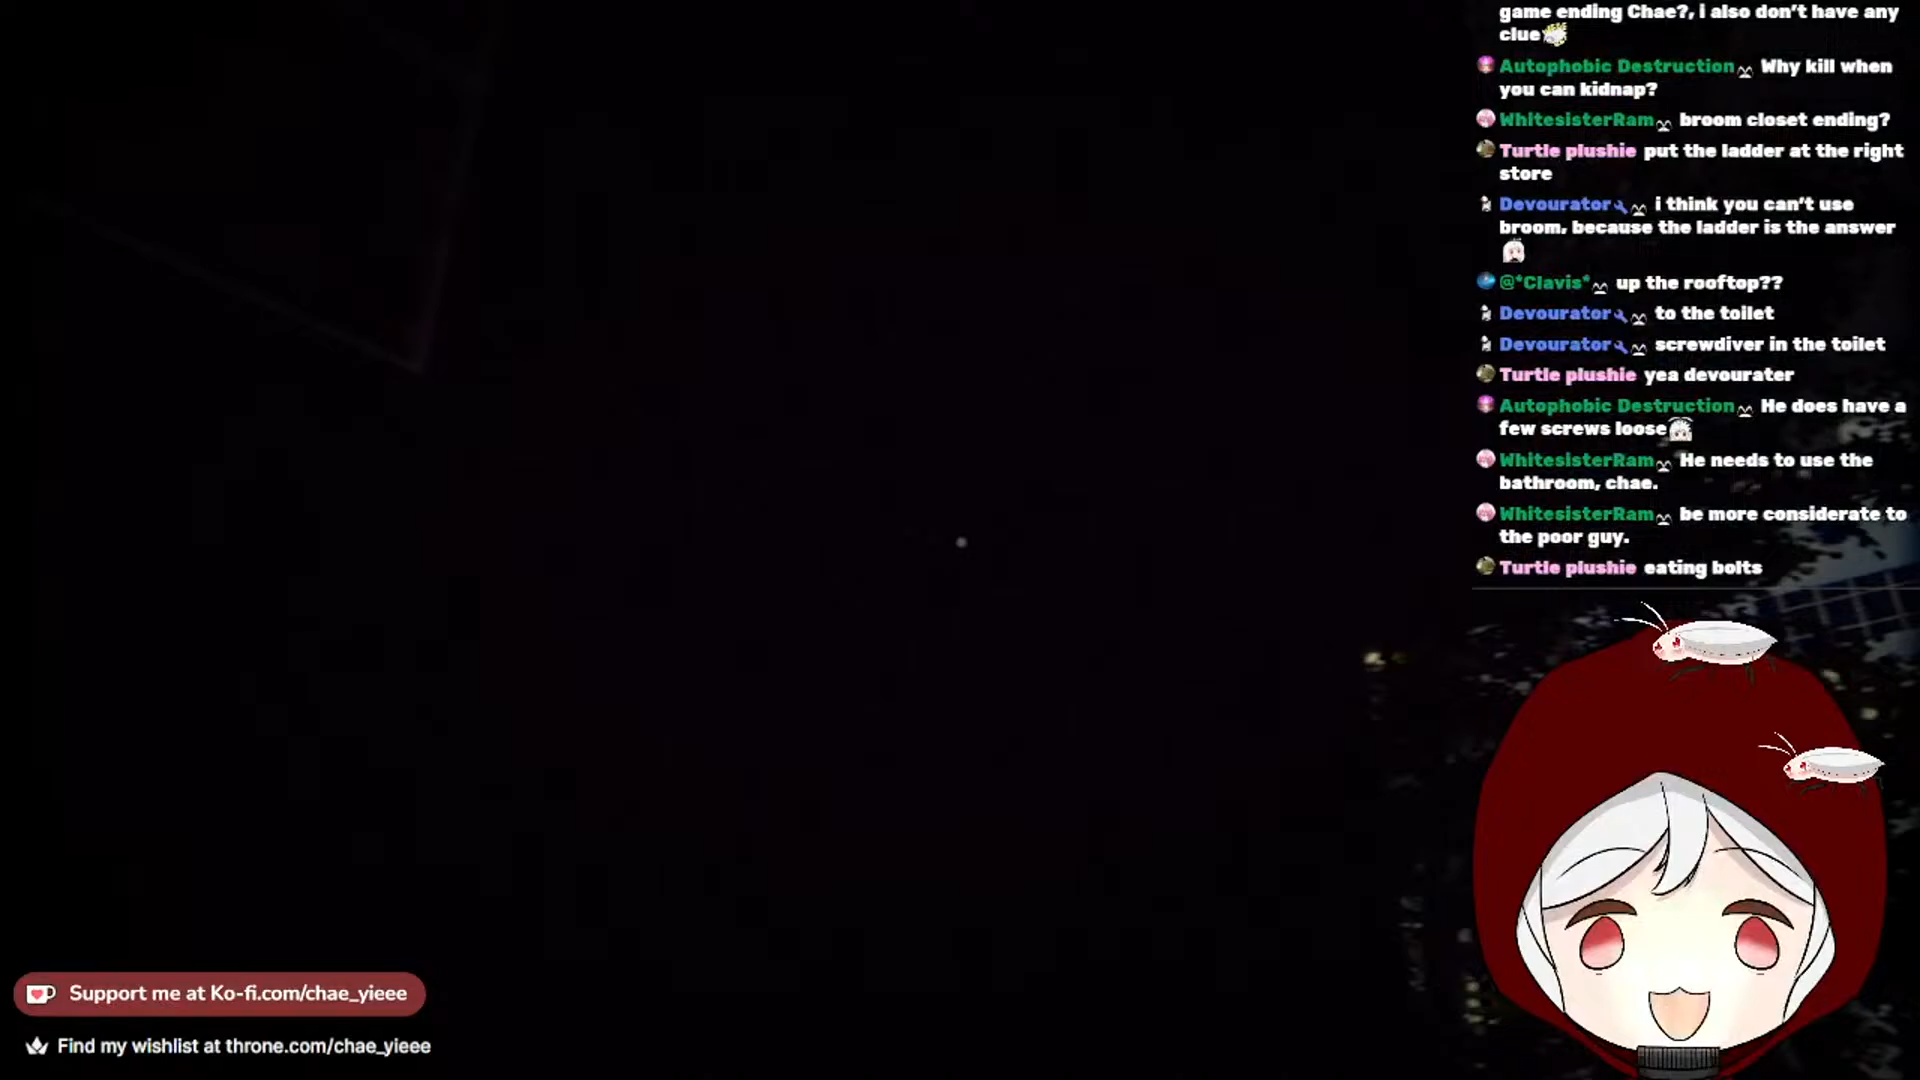 game ending Chae?, i also don't have any
clue
Autophobic Destruction Why kill when
you can kidnap?
WhitesisterRam broom closet ending?
Turtle plushie put the ladder at the right
store
Devourator i think you can't use
broom, because the ladder is the answer
@*Clavis* up the rooftop??
Devourator to the toilet
Devourator screwdiver in the toilet
Turtle plushie yea devourater
Autophobic Destruction He does have a
few screws loose
WhitesisterRam He needs to use the
bathroom, chae.
WhitesisterRam be more considerate to
the poor guy.
Turtle plushie eating bolts
Support me at Ko-fi.com/chae_yieee
Find my wishlist at throne.com/chae_yieee